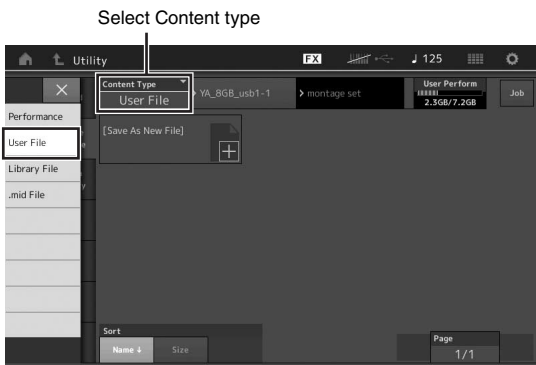 Select Content type
Utility
FX
125
Content Type
User File
YA_8GB_usb1-1
montage set
User Perform
2.3GB/7.2GB
Job
Performance
User File
Library File
.mid File
[Save As New File]
Sort
Name
Size
Page
1/1